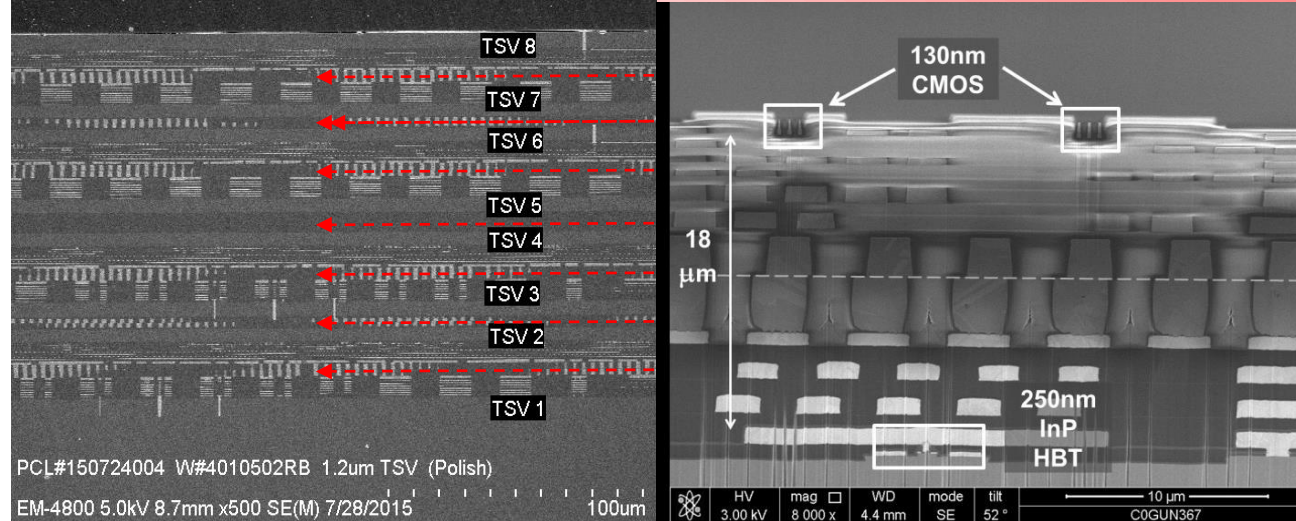 TSV 8
TSV 7
TSV 6
TSV 5
TSV 4
TSV 3
TSV 2
TSV 1
PCL#150724004 W#4010502RB 1.2um TSV (Polish)
EM-4800 5.0kV 8.7mm x500 SE(M) 7/28/2015 100um
130nm
CMOS
18
μm
250nm
InP
HBT
HV mag □ WD mode tilt
3.00 kV 8 000 x 4.4 mm SE 52 °
10 µm
C0GUN367